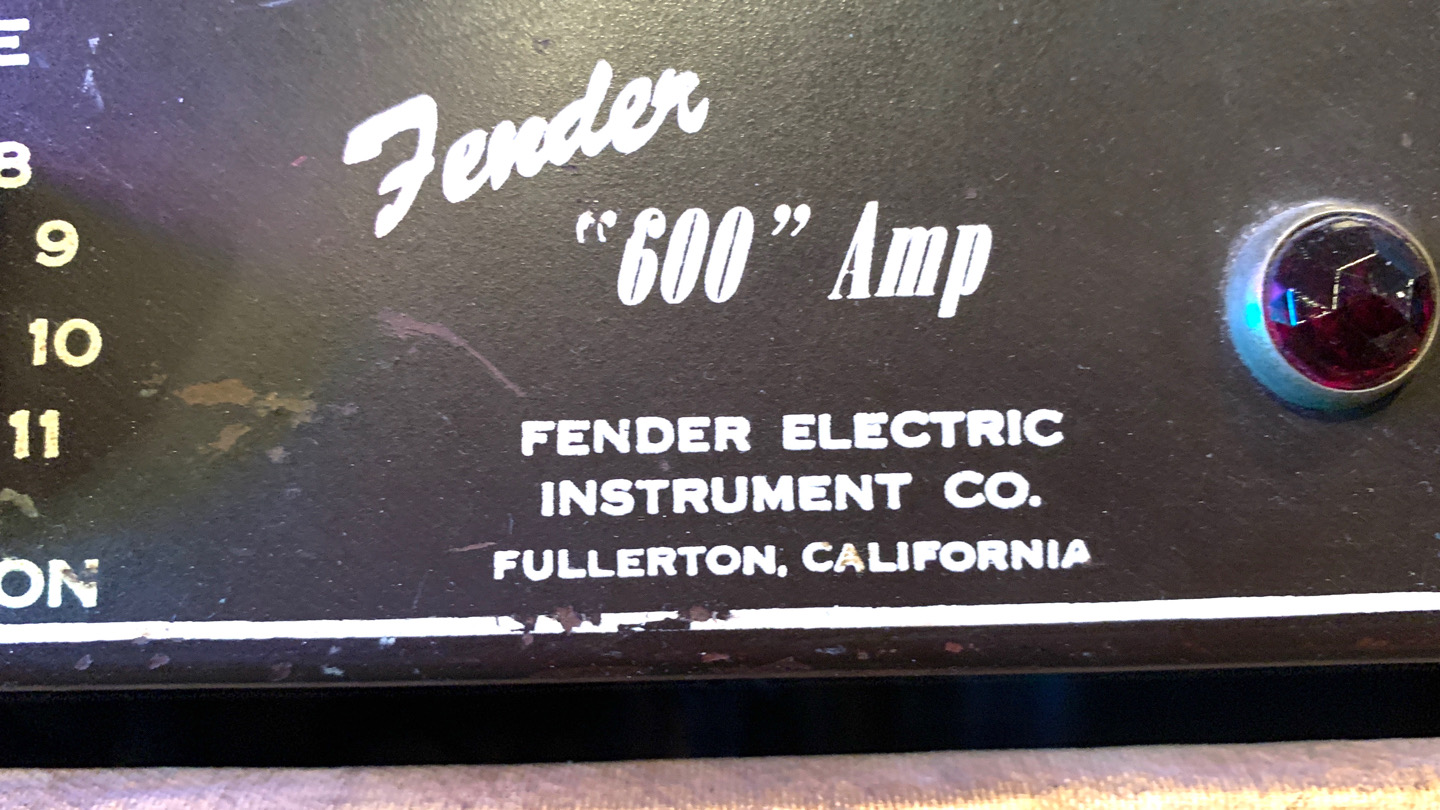 E
8
9
10
11
ON
Fender
“600” Amp
FENDER ELECTRIC
INSTRUMENT CO.
FULLERTON, CALIFORNIA